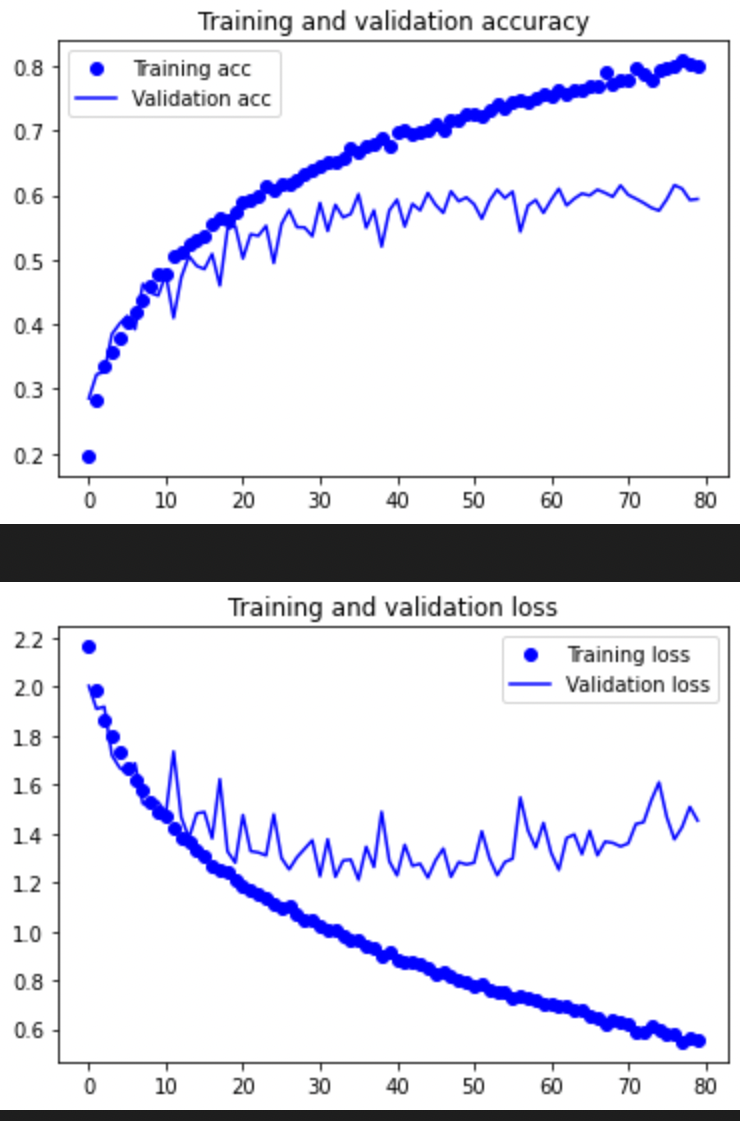 Training and validation accuracy
0.8
0.7
0.6
0.5
0.4
0.3
0.2
Training acc
Validation acc
0 10 20 30 40 50 60 70 80
Training and validation loss
2.2
2.0
1.8
1.6
1.4
1.2
1.0
0.8
0.6
Training loss
Validation loss
0 10 20 30 40 50 60 70 80